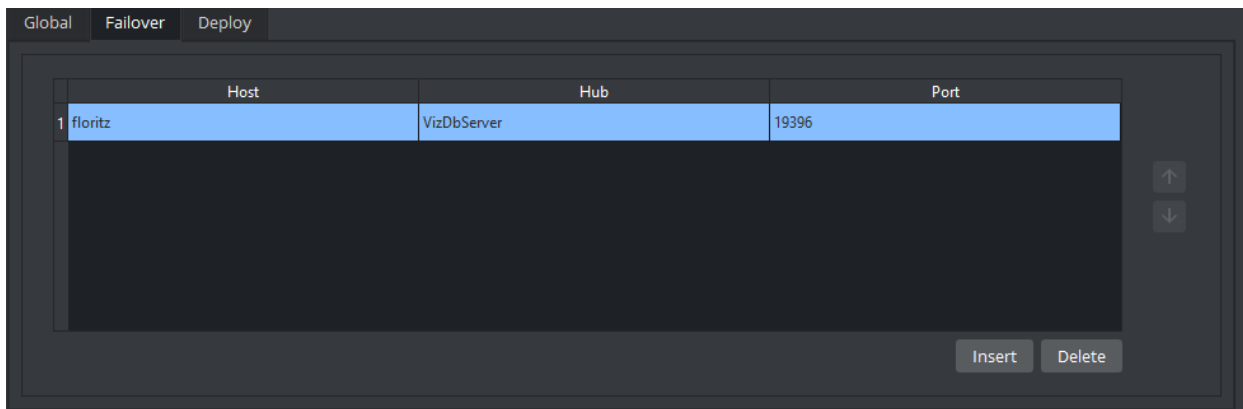 Global Failover Deploy
Host Hub Port
1 floritz VizDbServer 19396
Insert Delete